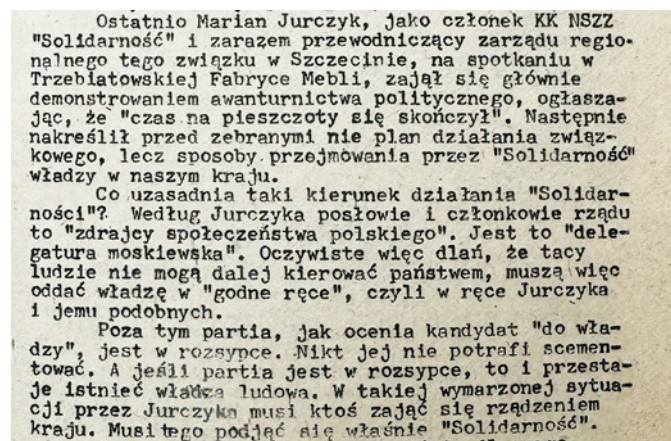 Ostatnio Marian Jurczyk, jako członek KK NSZZ
"Solidarność" i zarazem przewodniczący zarządu regio-
nalnego tego związku w Szczecinie, na spotkaniu w
Trzebiatowskiej Fabryce Mebli, zajął się głównie
demonstrowaniem awanturnictwa politycznego, ogłasza-
jąc, że "czas na pieszczoty się skończył". Następnie
nakreślił przed zebranymi nie plan działania związ-
kowego, lecz sposoby przejmowania przez "Solidarność"
władzy w naszym kraju.
Co uzasadnia taki kierunek działania "Solidar-
ności"? Według Jurczyka posłowie i członkowie rządu
to "zdrajcy społeczeństwa polskiego". Jest to "dele-
gatura moskiewska". Oczywiste więc dlań, że tacy
ludzie nie mogą dalej kierować państwem, muszą więc
oddać władzę w "godne ręce", czyli w ręce Jurczyka
i jemu podobnych.
Poza tym partia, jak ocenia kandydat "do wła-
dzy", jest w rozsypce. Nikt jej nie potrafi scemen-
tować. A jeśli partia jest w rozsypce, to i przesta-
je istnieć władza ludowa. W takiej wymarzonej sytua-
cji przez Jurczyka musi ktoś zająć się rządzeniem
kraju. Musi tego podjąć się właśnie "Solidarność".